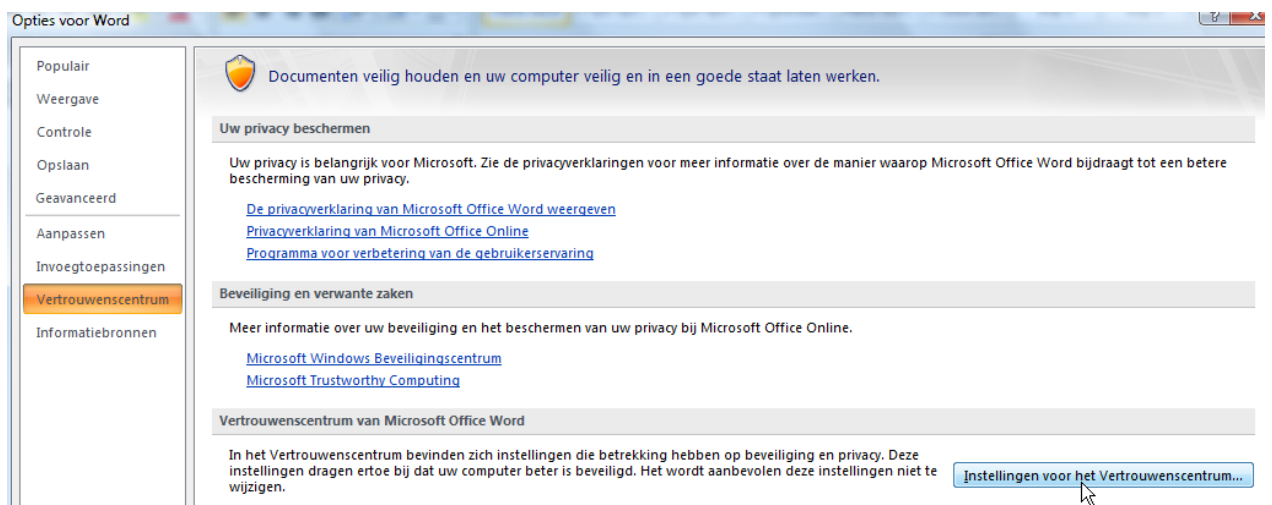 Opties voor Word
Populair
Weergave
Controle
Opslaan
Geavanceerd
Aanpassen
Invoegtoepassingen
Vertrouwenscentrum
Informatiebronnen
Documenten veilig houden en uw computer veilig en in een goede staat laten werken.
Uw privacy beschermen
Uw privacy is belangrijk voor Microsoft. Zie de privacyverklaringen voor meer informatie over de manier waarop Microsoft Office Word bijdraagt tot een betere
bescherming van uw privacy.
De privacyverklaring van Microsoft Office Word weergeven
Privacyverklaring van Microsoft Office Online
Programma voor verbetering van de gebruikerservaring
Beveiliging en verwante zaken
Meer informatie over uw beveiliging en het beschermen van uw privacy bij Microsoft Office Online.
Microsoft Windows Beveiligingscentrum
Microsoft Trustworthy Computing
Vertrouwenscentrum van Microsoft Office Word
In het Vertrouwenscentrum bevinden zich instellingen die betrekking hebben op beveiliging en privacy. Deze
instellingen dragen ertoe bij dat uw computer beter is beveiligd. Het wordt aanbevolen deze instellingen niet te
wijzigen.
Instellingen voor het Vertrouwenscentrum...